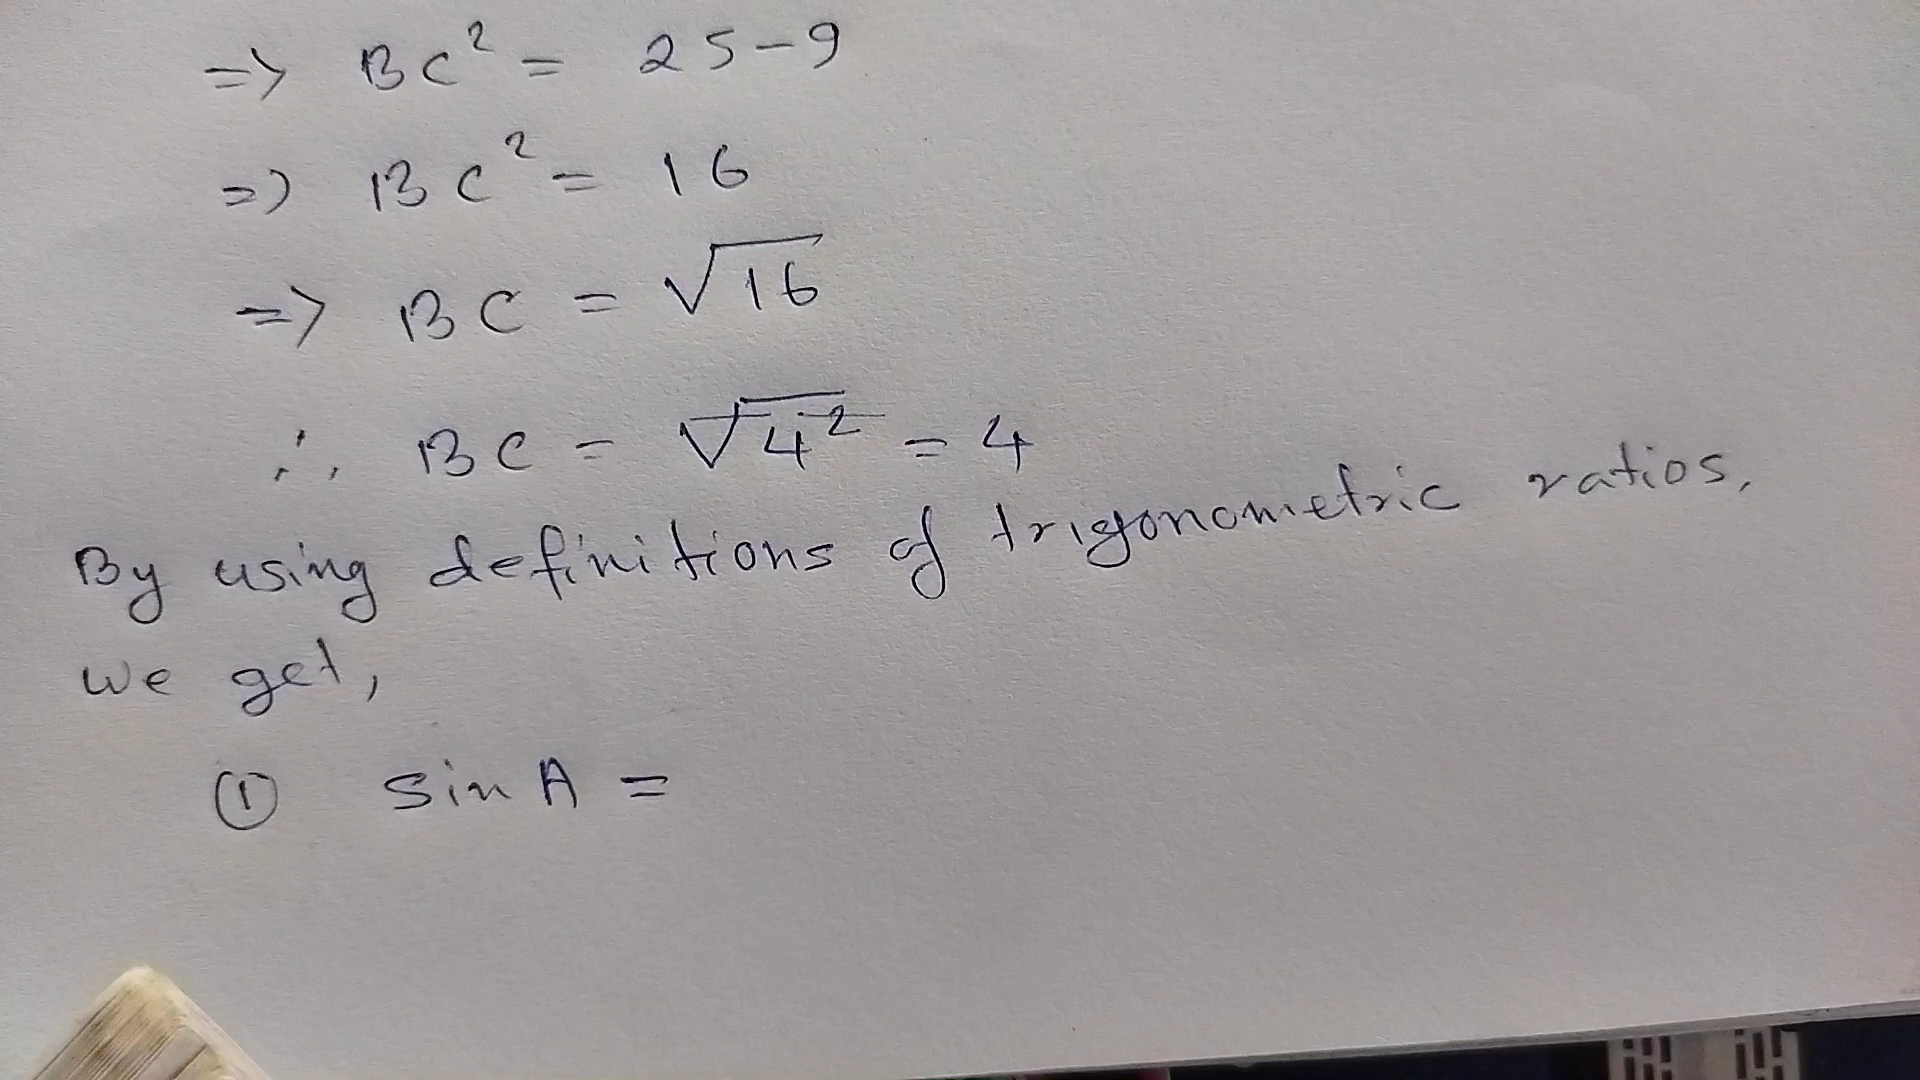 => BC² = 25-9
=> BC² = 16
=> BC = √16
∴ BC = √4² = 4
By using definitions of trigonometric ratios,
we get,
① sin A =